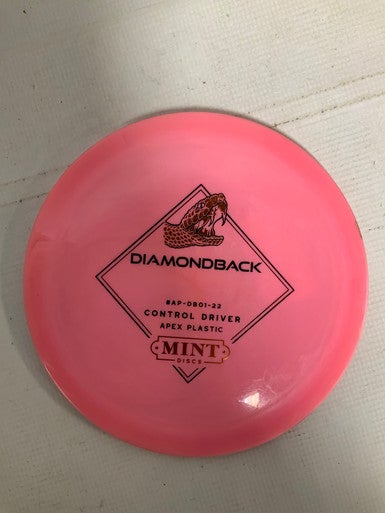 DIAMONDBACK
#AP-DB01-22
CONTROL DRIVER
APEX PLASTIC
MINT
DISCS